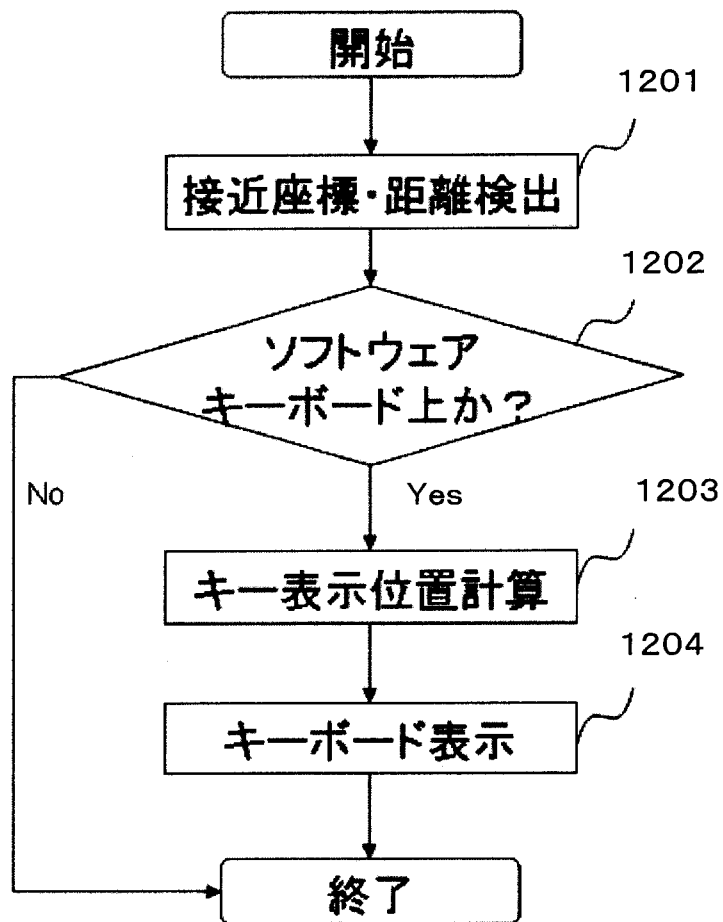 開始
1201
接近座標・距離検出
1202
ソフトウェア
キーボード上か？
No
Yes
1203
キー表示位置計算
1204
キーボード表示
終了